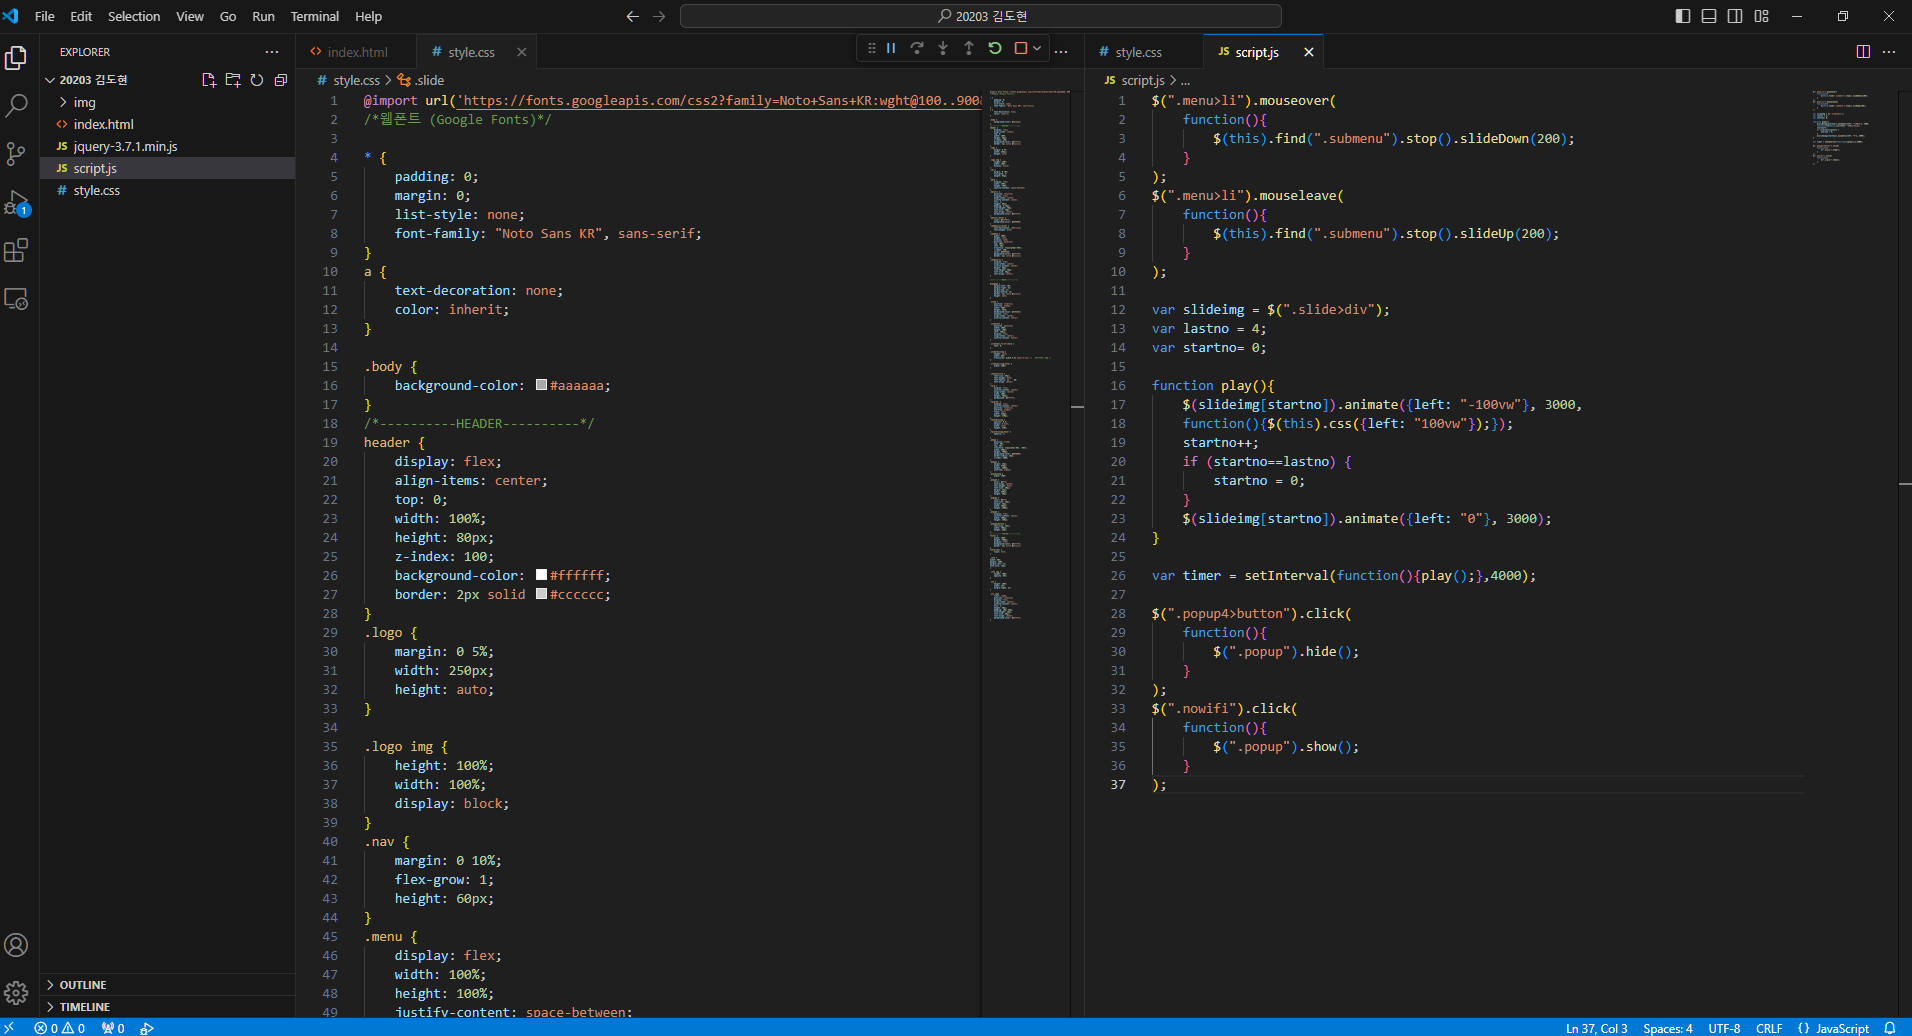 File Edit Selection View Go Run Terminal Help
20203 김도현
EXPLORER
20203 김도현
img
index.html
JS jquery-3.7.1.min.js
JS script.js
# style.css
OUTLINE
TIMELINE
index.html
# style.css
# style.css > .slide
1 @import url('https://fonts.googleapis.com/css2?family=Noto+Sans+KR:wght@100..900
2 /*웹폰트 (Google Fonts)*/
3
4 * {
5 padding: 0;
6 margin: 0;
7 list-style: none;
8 font-family: "Noto Sans KR", sans-serif;
9 }
10 a {
11 text-decoration: none;
12 color: inherit;
13 }
14
15 .body {
16 background-color: #aaaaaa;
17 }
18 /*----------HEADER----------*/
19 header {
20 display: flex;
21 align-items: center;
22 top: 0;
23 width: 100%;
24 height: 80px;
25 z-index: 100;
26 background-color: #ffffff;
27 border: 2px solid #cccccc;
28 }
29 .logo {
30 margin: 0 5%;
31 width: 250px;
32 height: auto;
33 }
34
35 .logo img {
36 height: 100%;
37 width: 100%;
38 display: block;
39 }
40 .nav {
41 margin: 0 10%;
42 flex-grow: 1;
43 height: 60px;
44 }
45 .menu {
46 display: flex;
47 width: 100%;
48 height: 100%;
49 justify-content: space-between;
# style.css
JS script.js
JS script.js > ...
1 $(".menu>li").mouseover(
2 function(){
3 $(this).find(".submenu").stop().slideDown(200);
4 }
5 );
6 $(".menu>li").mouseleave(
7 function(){
8 $(this).find(".submenu").stop().slideUp(200);
9 }
10 );
11
12 var slideimg = $(".slide>div");
13 var lastno = 4;
14 var startno= 0;
15
16 function play(){
17 $(slideimg[startno]).animate({left: "-100vw"}, 3000,
18 function(){$(this).css({left: "100vw"});});
19 startno++;
20 if (startno==lastno) {
21 startno = 0;
22 }
23 $(slideimg[startno]).animate({left: "0"}, 3000);
24 }
25
26 var timer = setInterval(function(){play();},4000);
27
28 $(".popup4>button").click(
29 function(){
30 $(".popup").hide();
31 }
32 );
33 $(".nowifi").click(
34 function(){
35 $(".popup").show();
36 }
37 );
1
0 0 0
Ln 37, Col 3 Spaces: 4 UTF-8 CRLF {} JavaScript